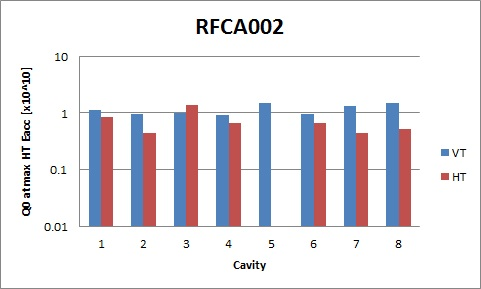 RFCA002
Q0 atmax HT Eacc [x10^10]
10
1
0.1
0.01
1 2 3 4 5 6 7 8
Cavity
VT
HT